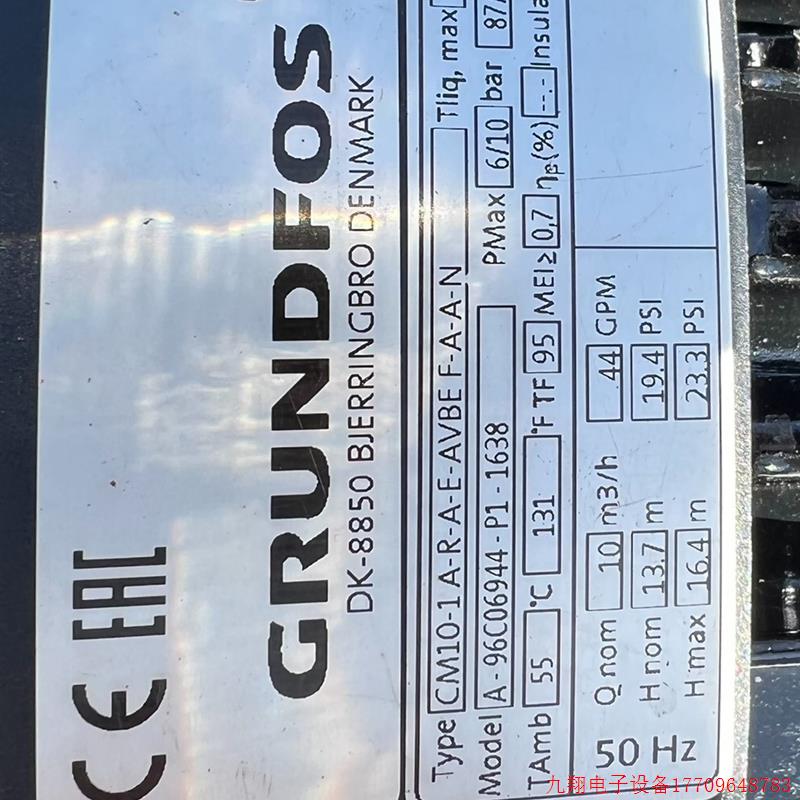 CE EAC
GRUNDFOS
DK-8850 BJERRINGBRO DENMARK
Type CM10-1 A-R-A-E-AVBE F-A-A-N Tliq, max
Model A - 96C06944 - P1 - 1638 PMax 6/10 bar 87
TAmb 55 °C 131 °F TF 95 MEI≥ 0,7 ηp(%) --.-
50 Hz
Q nom 10 m3/h 44 GPM
H nom 13.7 m 19.4 PSI
H max 16.4 m 23.3 PSI
九翔电子设备17709648783